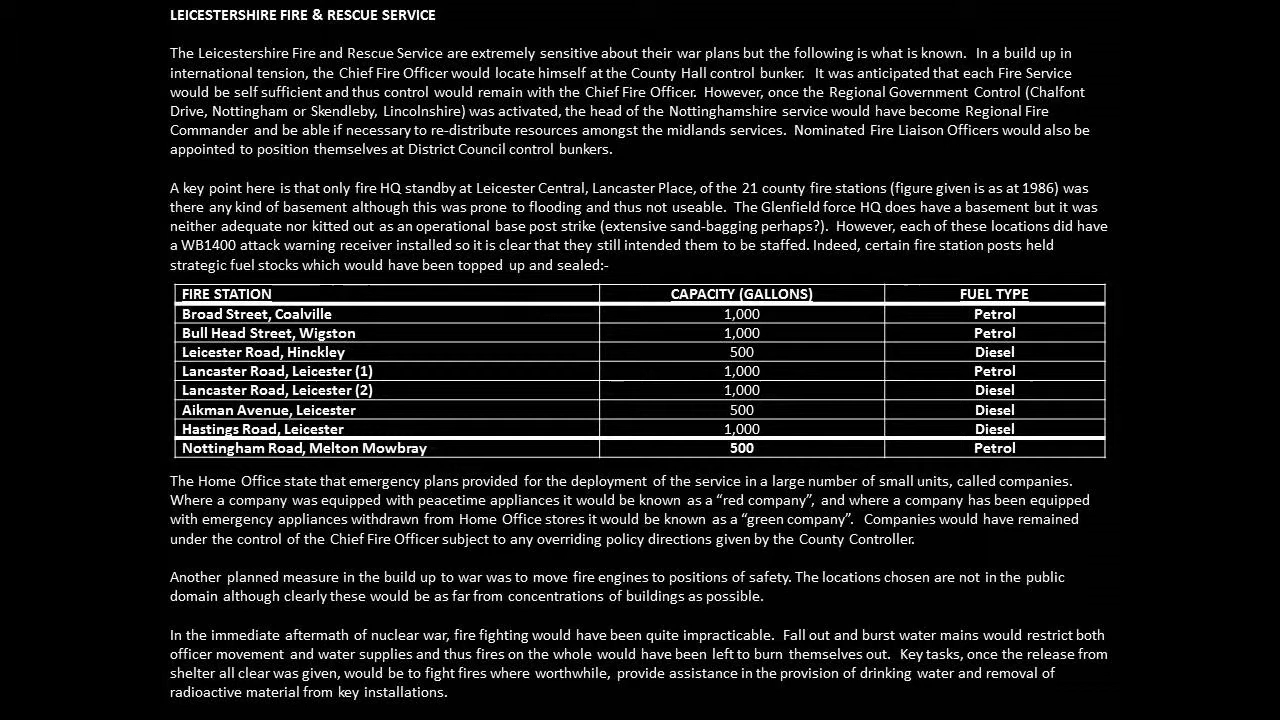 LEICESTERSHIRE FIRE & RESCUE SERVICE
The Leicestershire Fire and Rescue Service are extremely sensitive about their war plans but the following is what is known. In a build up in
international tension, the Chief Fire Officer would locate himself at the County Hall control bunker. It was anticipated that each Fire Service
would be self sufficient and thus control would remain with the Chief Fire Officer. However, once the Regional Government Control (Chalfont
Drive, Nottingham or Skendleby, Lincolnshire) was activated, the head of the Nottinghamshire service would have become Regional Fire
Commander and be able if necessary to re-distribute resources amongst the midlands services. Nominated Fire Liaison Officers would also be
appointed to position themselves at District Council control bunkers.
A key point here is that only fire HQ standby at Leicester Central, Lancaster Place, of the 21 county fire stations (figure given is as at 1986) was
there any kind of basement although this was prone to flooding and thus not useable. The Glenfield force HQ does have a basement but it was
neither adequate nor kitted out as an operational base post strike (extensive sand-bagging perhaps?). However, each of these locations did have
a WB1400 attack warning receiver installed so it is clear that they still intended them to be staffed. Indeed, certain fire station posts held
strategic fuel stocks which would have been topped up and sealed:-
FIRE STATION CAPACITY (GALLONS) FUEL TYPE
Broad Street, Coalville 1,000 Petrol
Bull Head Street, Wigston 1,000 Petrol
Leicester Road, Hinckley 500 Diesel
Lancaster Road, Leicester (1) 1,000 Petrol
Lancaster Road, Leicester (2) 1,000 Diesel
Aikman Avenue, Leicester 500 Diesel
Hastings Road, Leicester 1,000 Diesel
Nottingham Road, Melton Mowbray 500 Petrol
The Home Office state that emergency plans provided for the deployment of the service in a large number of small units, called companies.
Where a company was equipped with peacetime appliances it would be known as a “red company”, and where a company has been equipped
with emergency appliances withdrawn from Home Office stores it would be known as a “green company”. Companies would have remained
under the control of the Chief Fire Officer subject to any overriding policy directions given by the County Controller.
Another planned measure in the build up to war was to move fire engines to positions of safety. The locations chosen are not in the public
domain although clearly these would be as far from concentrations of buildings as possible.
In the immediate aftermath of nuclear war, fire fighting would have been quite impracticable. Fall out and burst water mains would restrict both
officer movement and water supplies and thus fires on the whole would have been left to burn themselves out. Key tasks, once the release from
shelter all clear was given, would be to fight fires where worthwhile, provide assistance in the provision of drinking water and removal of
radioactive material from key installations.